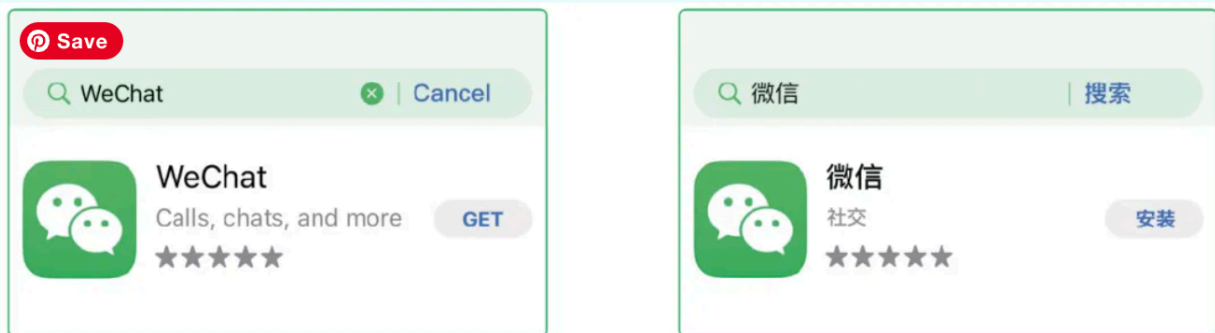 Save
WeChat
Cancel
WeChat
Calls, chats, and more
GET
微信
搜索
微信
社交
安装